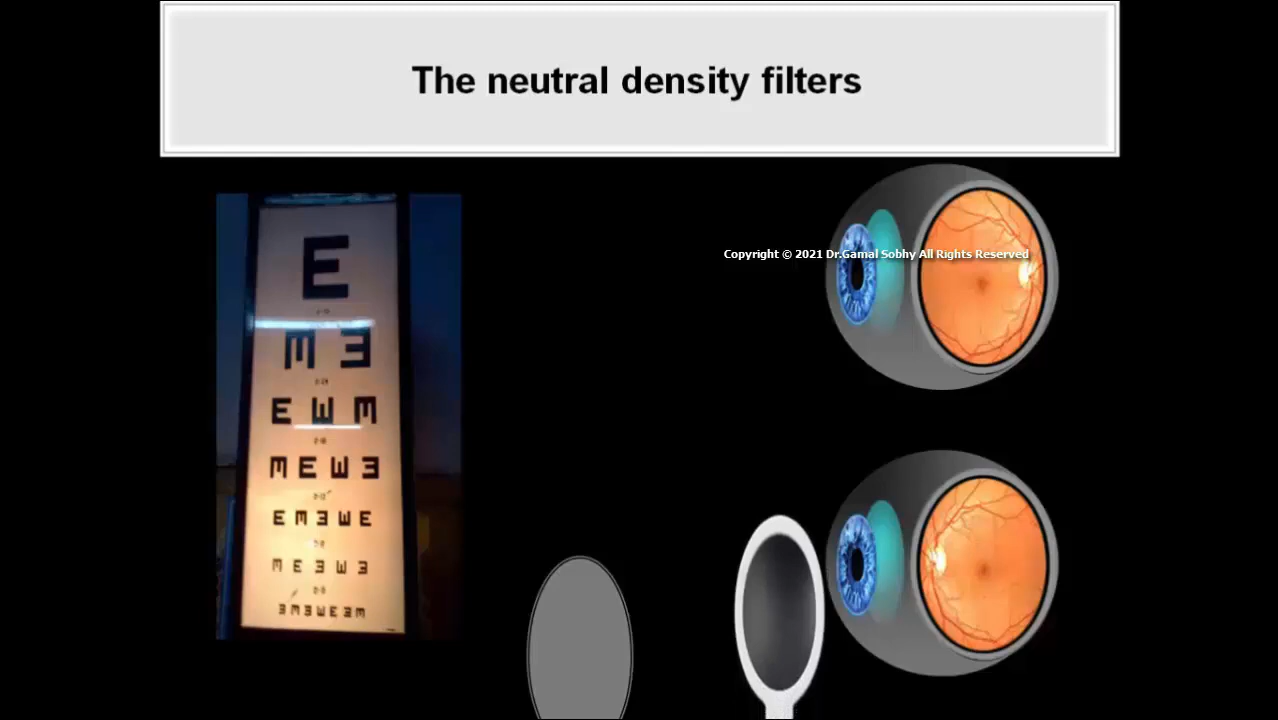 The neutral density filters
Copyright © 2021 Dr.Gamal Sobhy All Rights Reserved
E
M Ǝ
E W M
M E W Ǝ
E M Ǝ W E
M E Ǝ W Ǝ
Ǝ M Ǝ W E Ǝ M